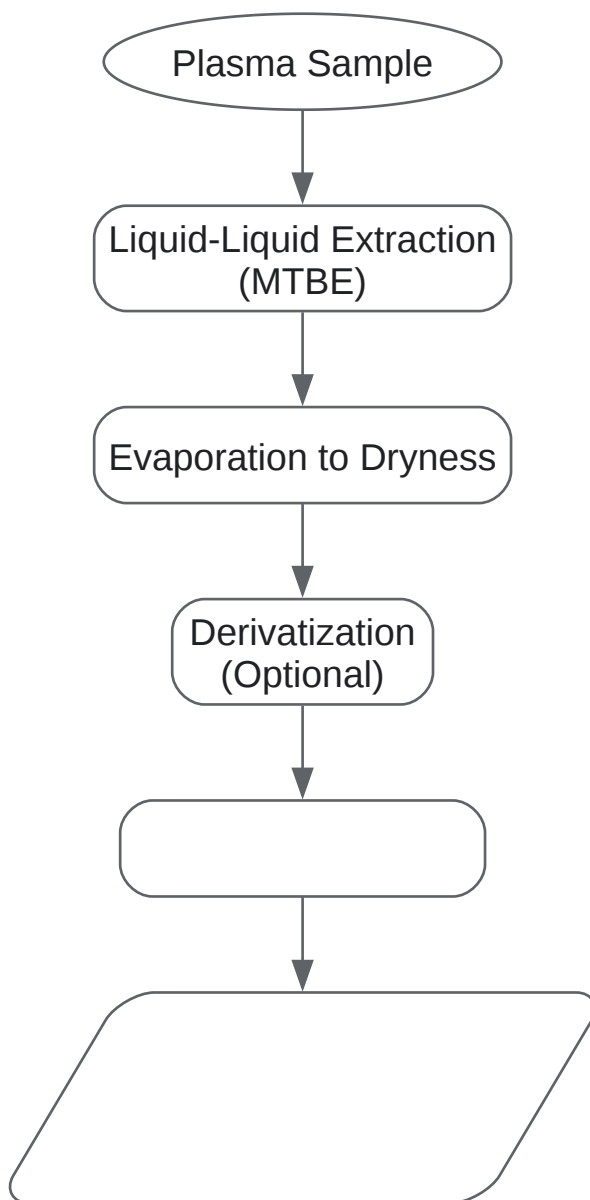 Plasma Sample
Liquid-Liquid Extraction
(MTBE)
Evaporation to Dryness
Derivatization
(Optional)